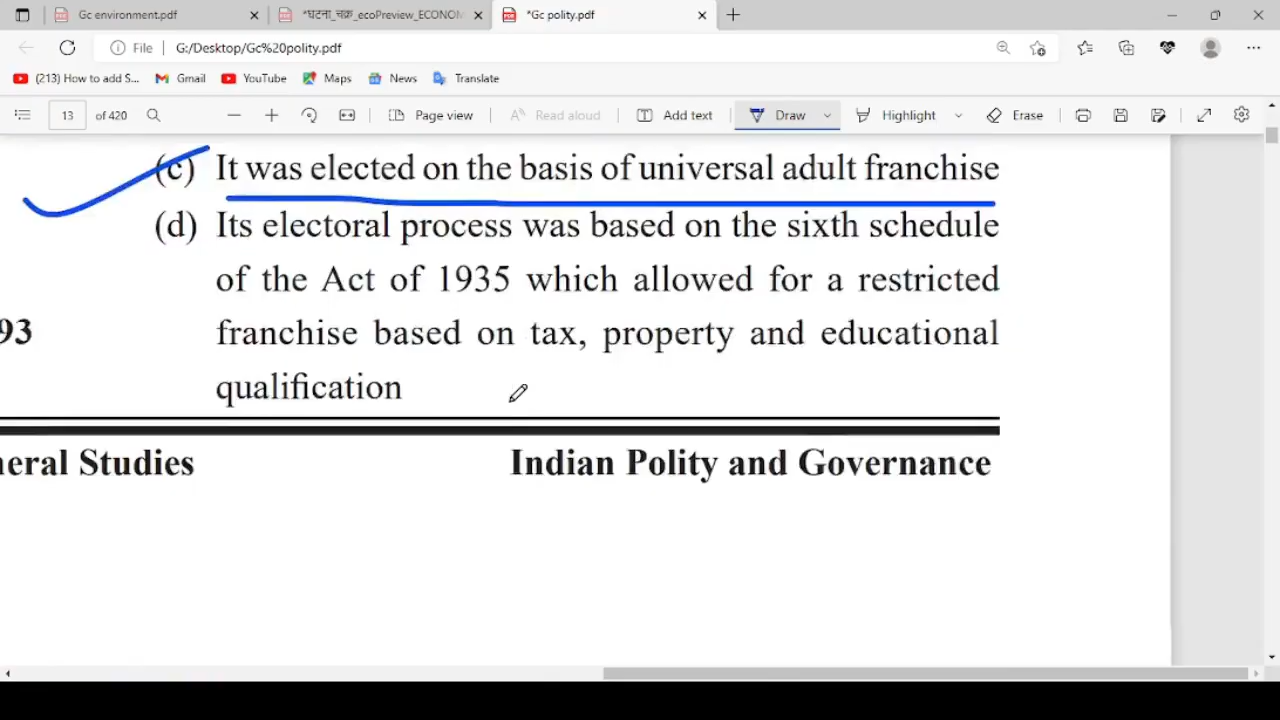 Gc environment.pdf
*घटना_चक्र_ecoPreview_ECONOM
*Gc polity.pdf
File
G:/Desktop/Gc%20polity.pdf
(213) How to add S...
Gmail
YouTube
Maps
News
Translate
13 of 420
Page view
Read aloud
Add text
Draw
Highlight
Erase
(c) It was elected on the basis of universal adult franchise
(d) Its electoral process was based on the sixth schedule
of the Act of 1935 which allowed for a restricted
93
franchise based on tax, property and educational
qualification
neral Studies
Indian Polity and Governance